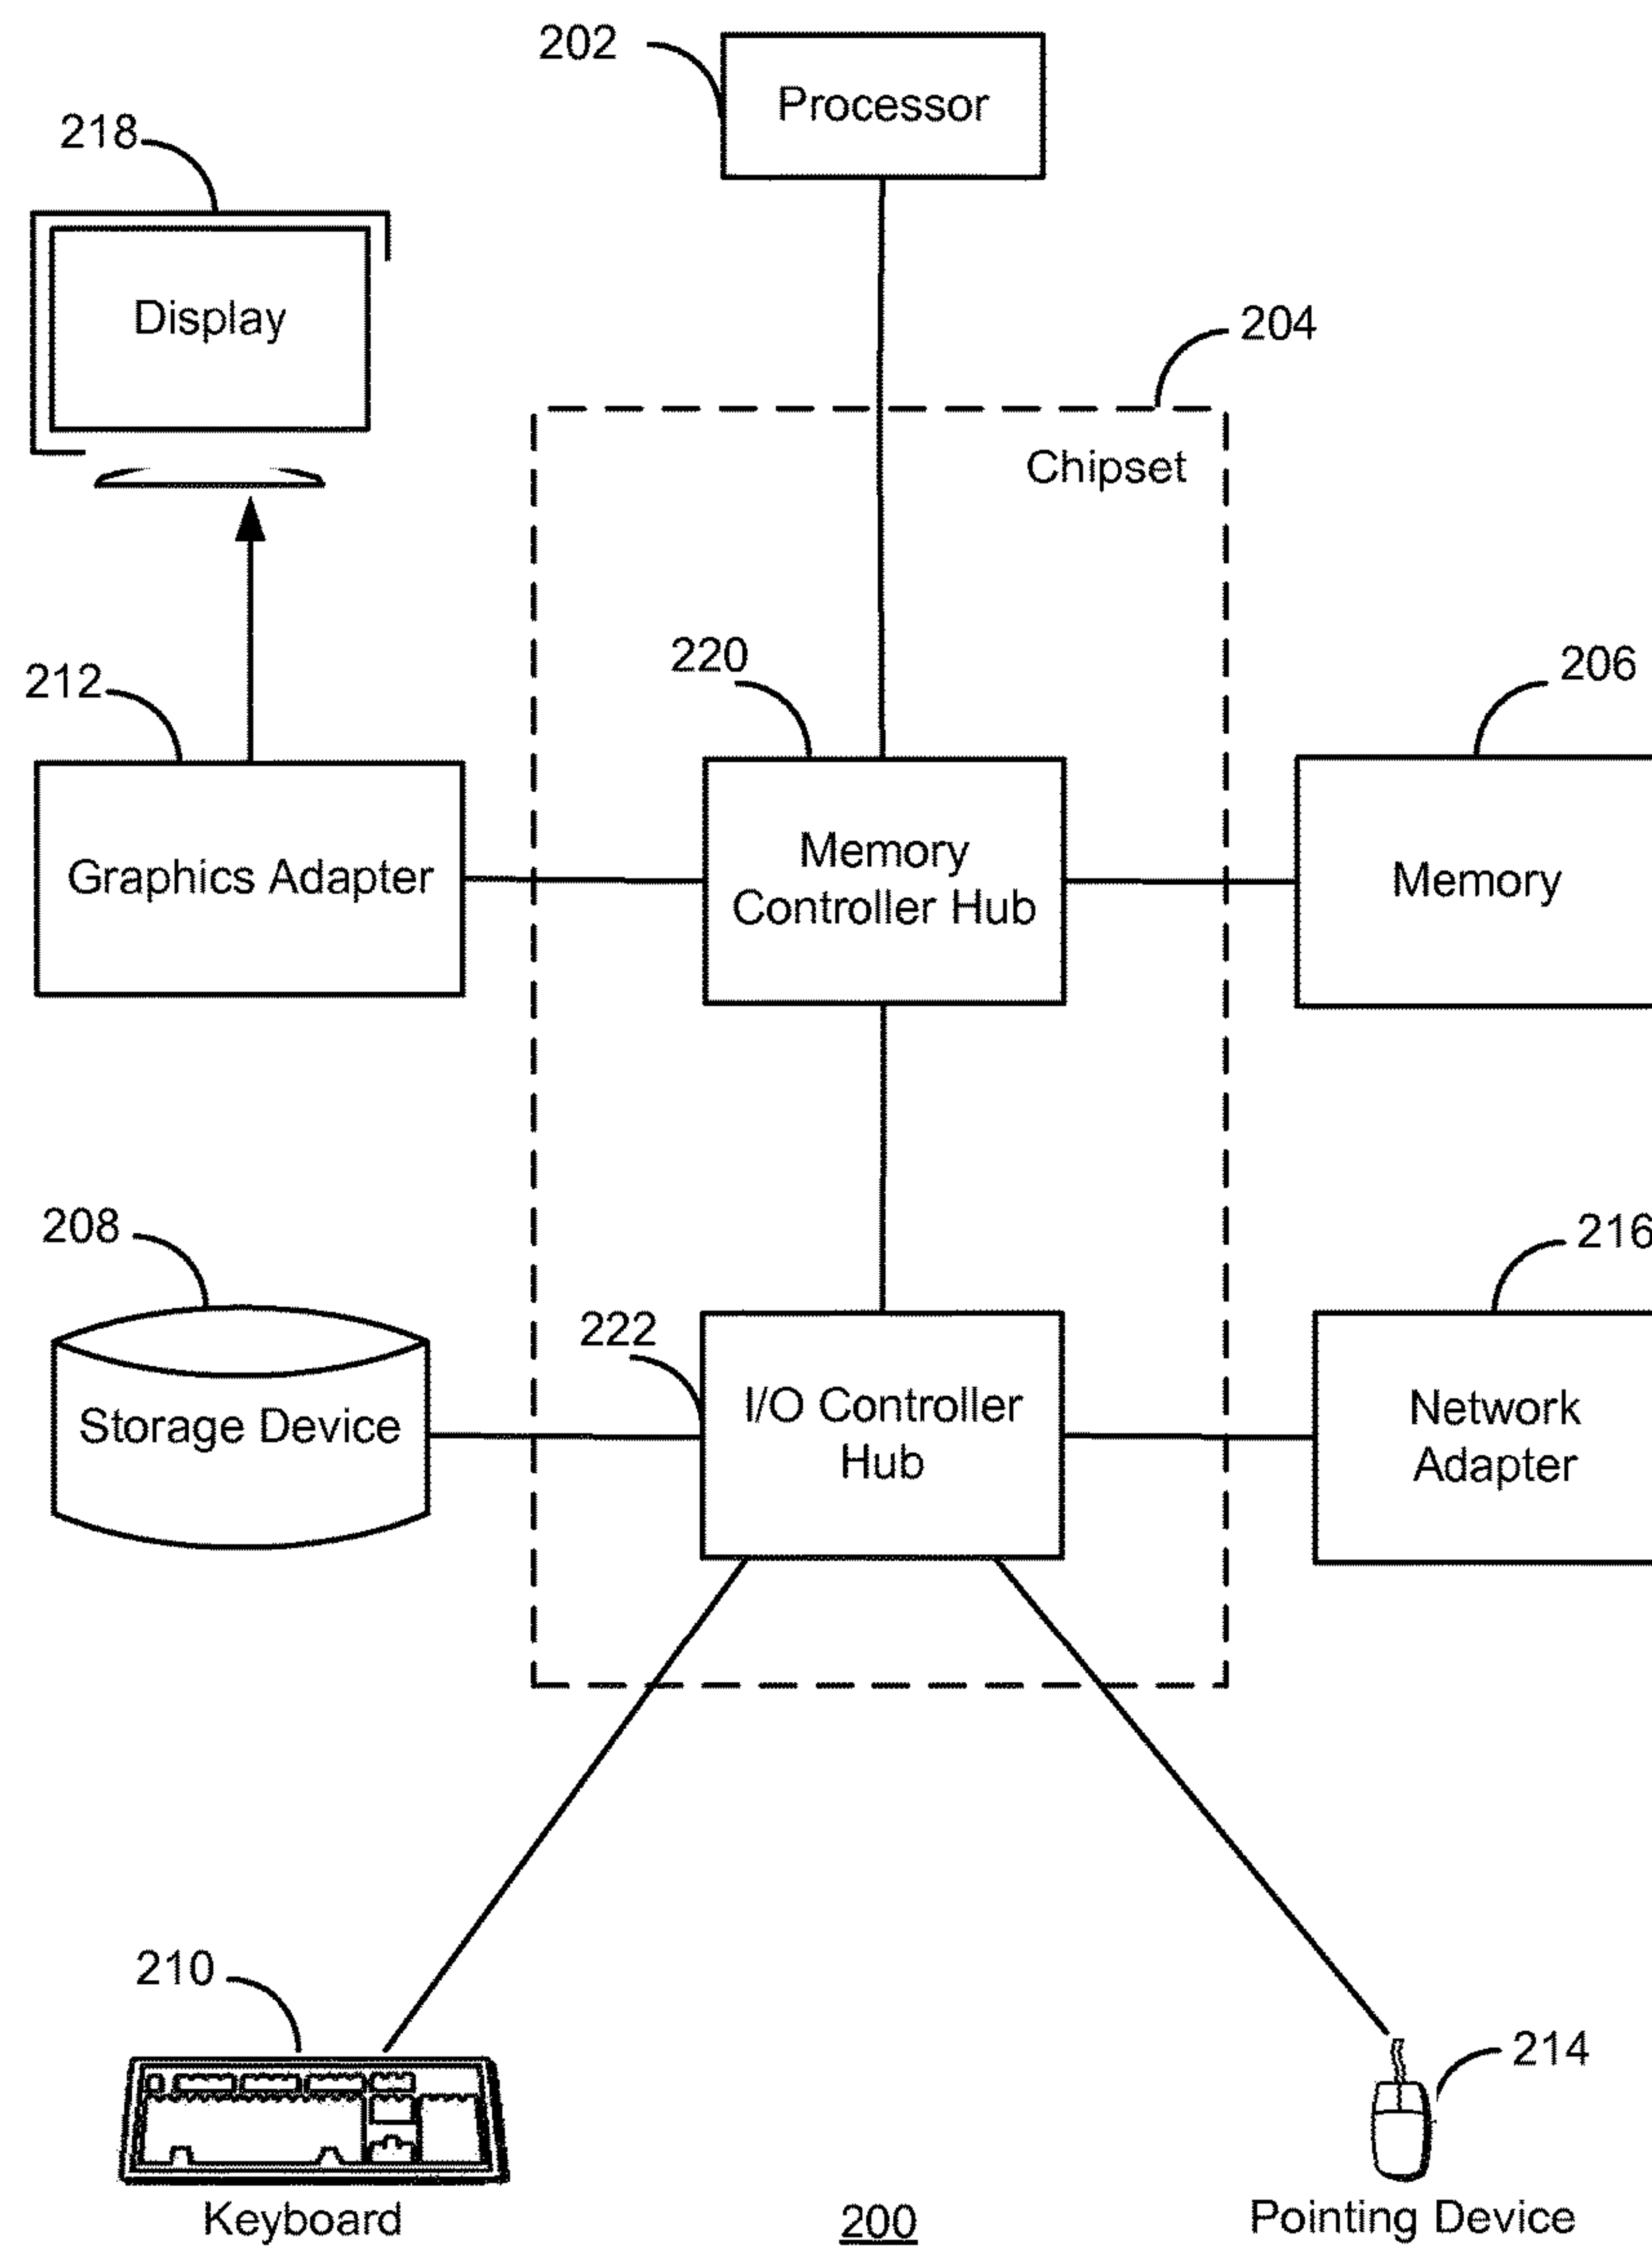 202
Processor
218
Display
204
Chipset
220
206
212
Memory
Controller Hub
Graphics Adapter
Memory
208
216
222
I/O Controller
Hub
Storage Device
Network
Adapter
210
214
Keyboard
200
Pointing Device